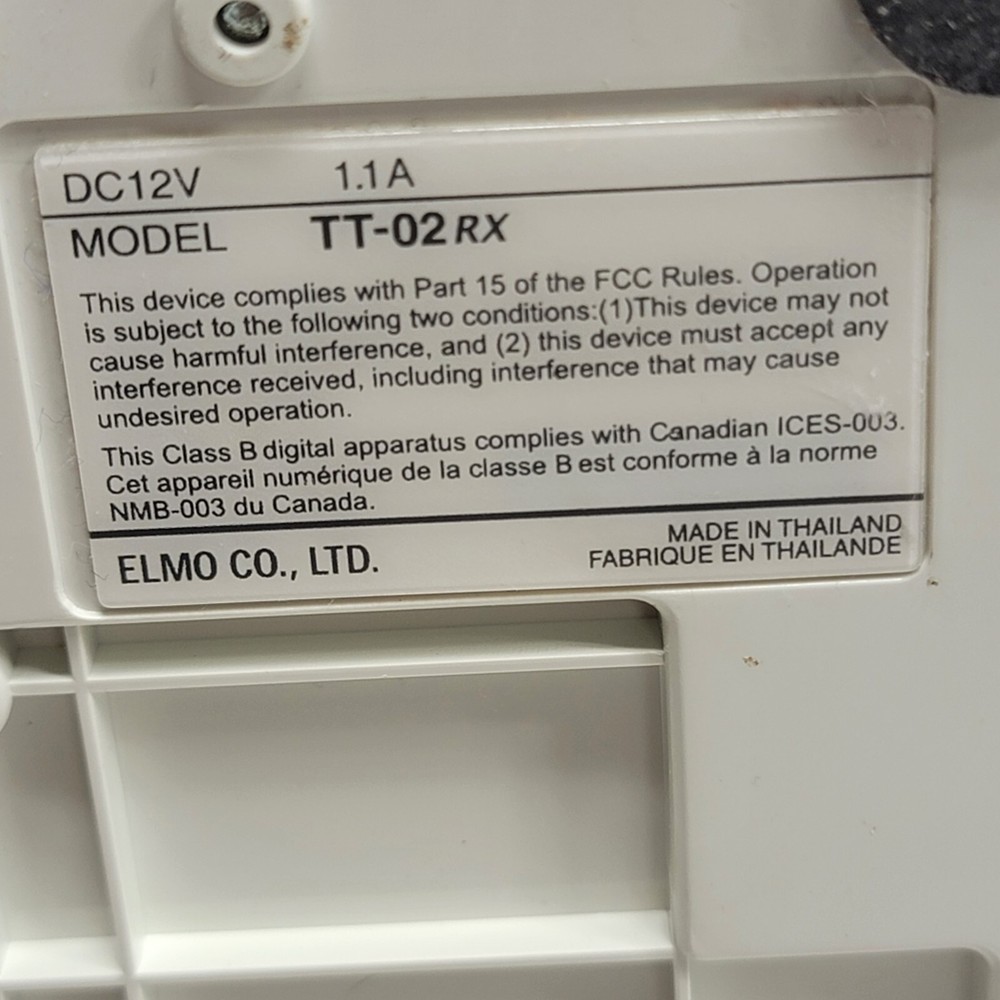 DC12V 1.1A
MODEL TT-02RX
This device complies with Part 15 of the FCC Rules. Operation
is subject to the following two conditions:(1)This device may not
cause harmful interference, and (2) this device must accept any
interference received, including interference that may cause
undesired operation.
This Class B digital apparatus complies with Canadian ICES-003.
Cet appareil numérique de la classe B est conforme à la norme
NMB-003 du Canada.
ELMO CO., LTD.
MADE IN THAILAND
FABRIQUE EN THAILANDE